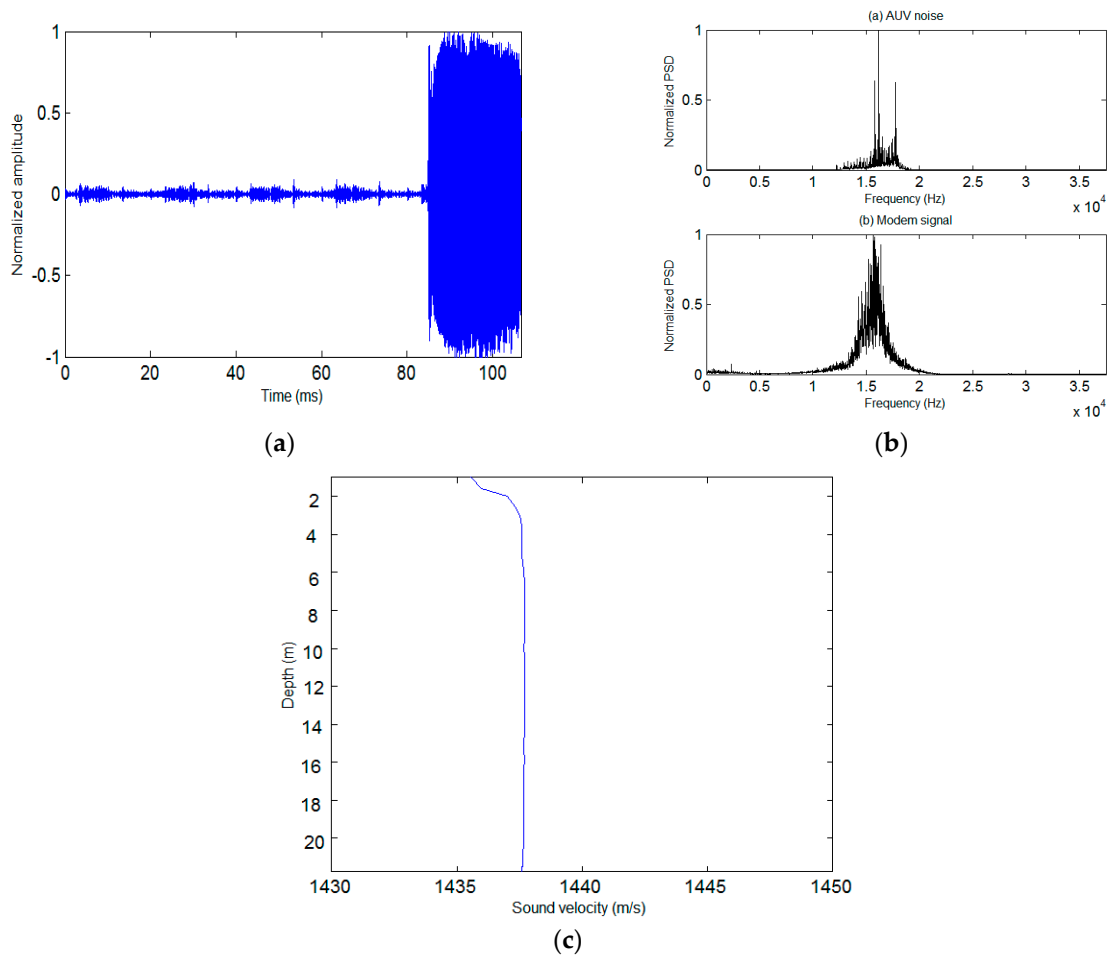 1
0.5
0
-0.5
-1
Normalized amplitude
0 20 40 60 80 100
Time (ms)
(a)
(a) AUV noise
1
0.5
0
Normalized PSD
0 0.5 1 1.5 2 2.5 3 3.5
Frequency (Hz)
x 10^4
(b) Modem signal
1
0.5
0
Normalized PSD
0 0.5 1 1.5 2 2.5 3 3.5
Frequency (Hz)
x 10^4
(b)
2
4
6
8
10
12
14
16
18
20
Depth (m)
1430 1435 1440 1445 1450
Sound velocity (m/s)
(c)